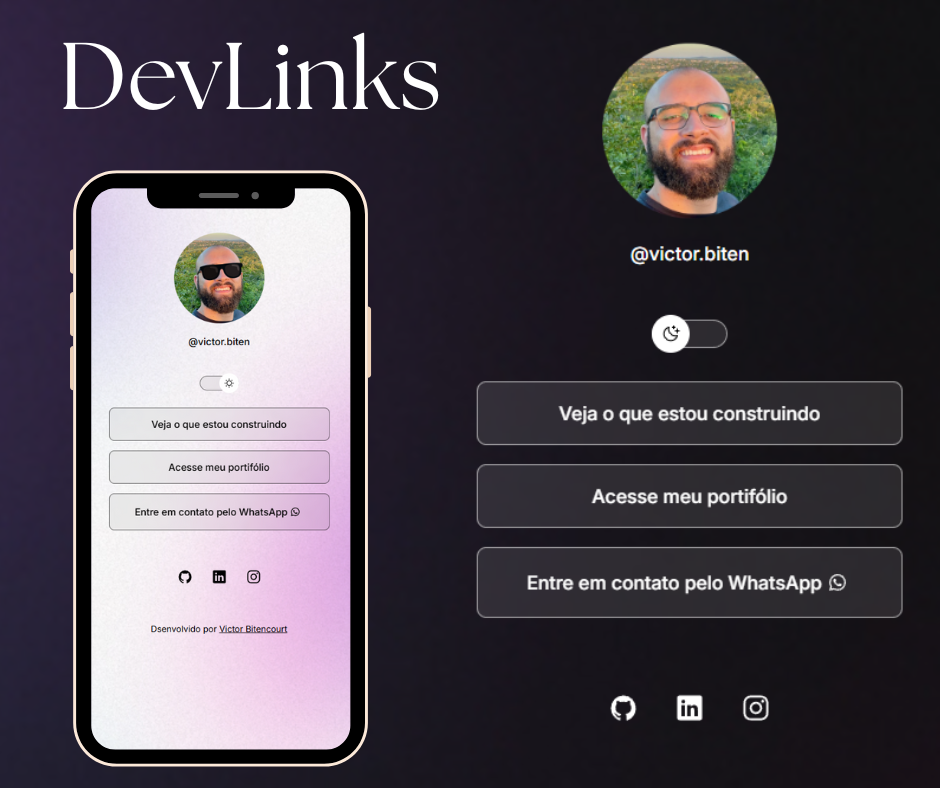 DevLinks
@victor.biten
Veja o que estou construindo
Acesse meu portifólio
Entre em contato pelo WhatsApp
Dsenvolvido por Victor Bitencourt
@victor.biten
Veja o que estou construindo
Acesse meu portifólio
Entre em contato pelo WhatsApp